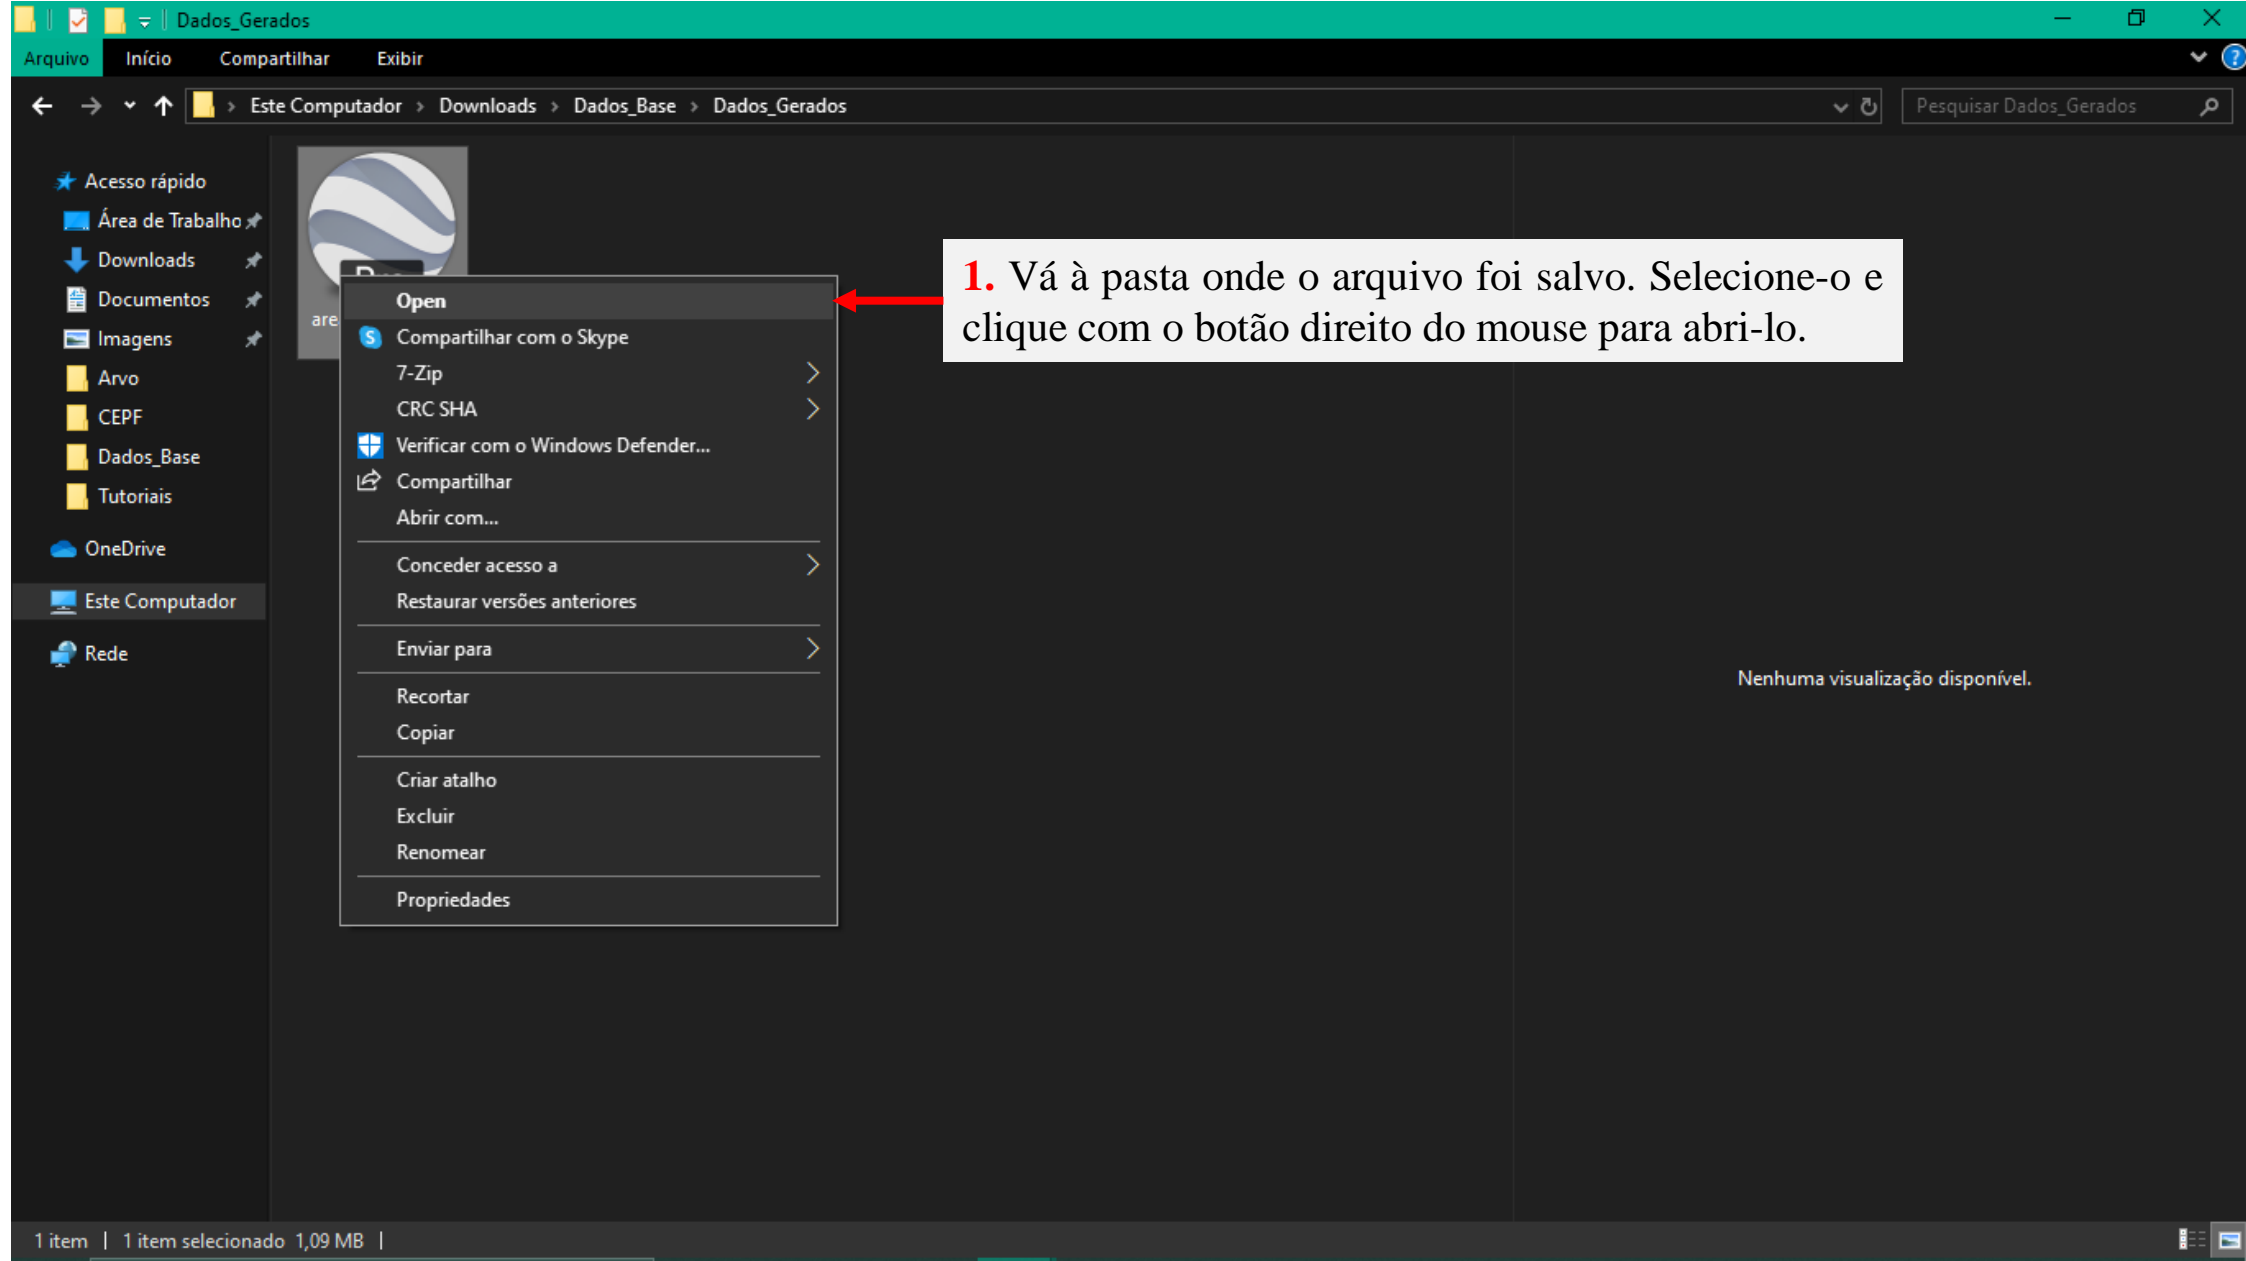 Dados_Gerados
Arquivo Início Compartilhar Exibir
Este Computador > Downloads > Dados_Base > Dados_Gerados
Pesquisar Dados_Gerados
Acesso rápido
Área de Trabalho
Downloads
Documentos
Imagens
Arvo
CEPF
Dados_Base
Tutoriais
OneDrive
Este Computador
Rede
are
Open
Compartilhar com o Skype
7-Zip
CRC SHA
Verificar com o Windows Defender...
Compartilhar
Abrir com...
Conceder acesso a
Restaurar versões anteriores
Enviar para
Recortar
Copiar
Criar atalho
Excluir
Renomear
Propriedades
1. Vá à pasta onde o arquivo foi salvo. Selecione-o e
clique com o botão direito do mouse para abri-lo.
Nenhuma visualização disponível.
1 item | 1 item selecionado 1,09 MB |